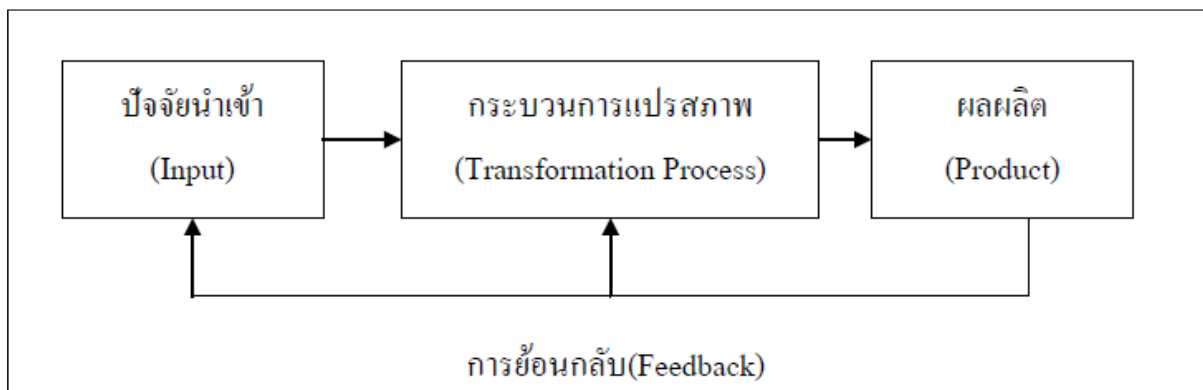 ปัจจัยนำเข้า
(Input)
กระบวนการแปรสภาพ
(Transformation Process)
ผลผลิต
(Product)
การย้อนกลับ(Feedback)